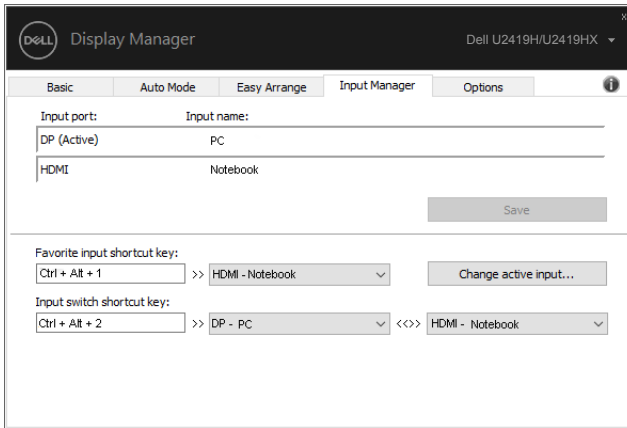 x
DELL Display Manager Dell U2419H/U2419HX
Basic Auto Mode Easy Arrange Input Manager Options i
Input port: Input name:
DP (Active) PC
HDMI Notebook
Save
Favorite input shortcut key:
Ctrl + Alt + 1 >> HDMI - Notebook Change active input...
Input switch shortcut key:
Ctrl + Alt + 2 >> DP - PC <<>> HDMI - Notebook